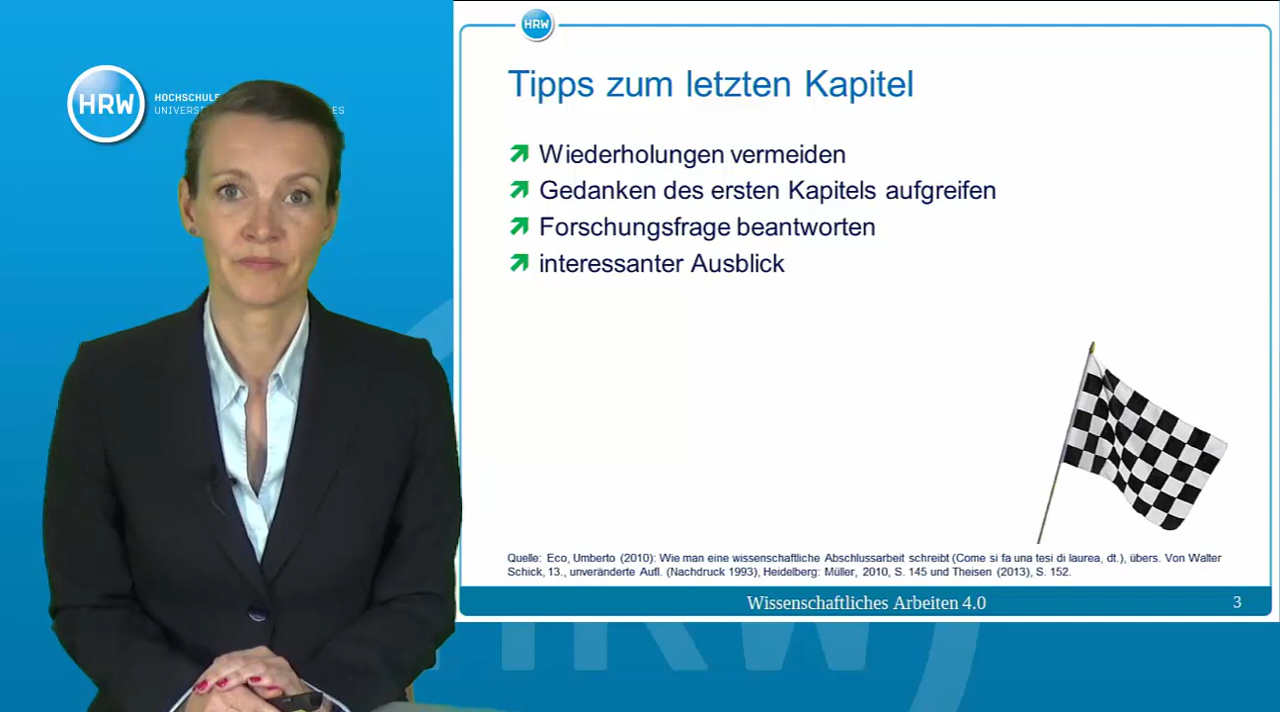 HRW
HOCHSCHULE
HRW
Tipps zum letzten Kapitel
Wiederholungen vermeiden
Gedanken des ersten Kapitels aufgreifen
Forschungsfrage beantworten
interessanter Ausblick
Quelle: Eco, Umberto (2010): Wie man eine wissenschaftliche Abschlussarbeit schreibt (Come si fa una tesi di laurea, dt.), übers. Von Walter
Schick, 13., unveränderte Aufl. (Nachdruck 1993), Heidelberg: Müller, 2010, S. 145 und Theisen (2013), S. 152.
Wissenschaftliches Arbeiten 4.0 3
HRW